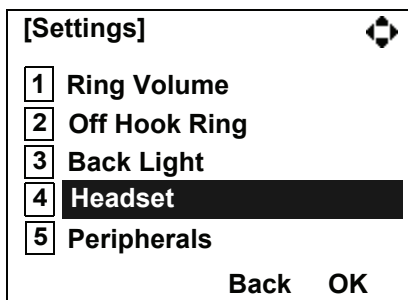 [Settings]
1 Ring Volume
2 Off Hook Ring
3 Back Light
4 Headset
5 Peripherals
Back OK